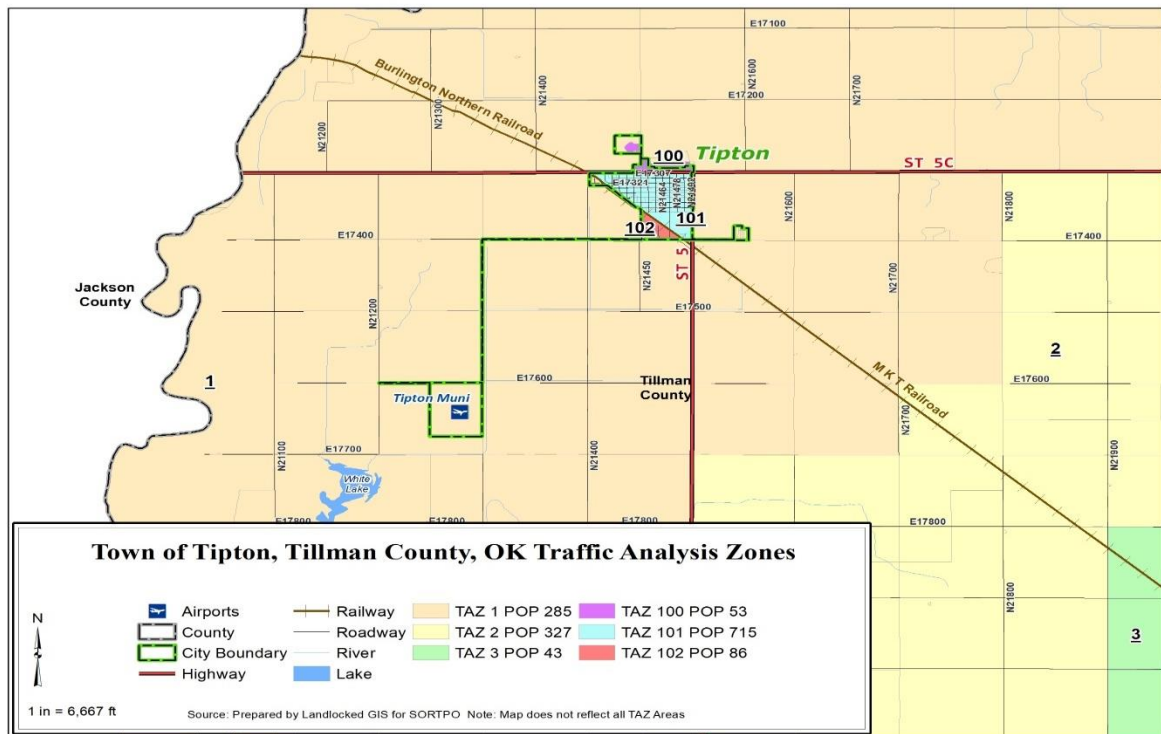 E17100
Burlington Northern Railroad
N21200
N21300
N21400
E17200
N21600
N21700
100
Tipton
ST 5C
E17307
E17321
N21464
N21478
N21492
101
102
E17400
E17400
ST 5
N21450
N21600
N21700
N21800
Jackson
County
N21200
E17500
1
2
Tipton Muni
E17600
Tillman
County
MKT Railroad
E17600
N21700
N21100
E17700
N21400
N21900
White
Lake
E17800
E17800
E17800
E17800
N21800
3
Town of Tipton, Tillman County, OK Traffic Analysis Zones
N
Airports
County
City Boundary
Highway
Railway
Roadway
River
Lake
TAZ 1 POP 285
TAZ 2 POP 327
TAZ 3 POP 43
TAZ 100 POP 53
TAZ 101 POP 715
TAZ 102 POP 86
1 in = 6,667 ft
Source: Prepared by Landlocked GIS for SORTPO Note: Map does not reflect all TAZ Areas